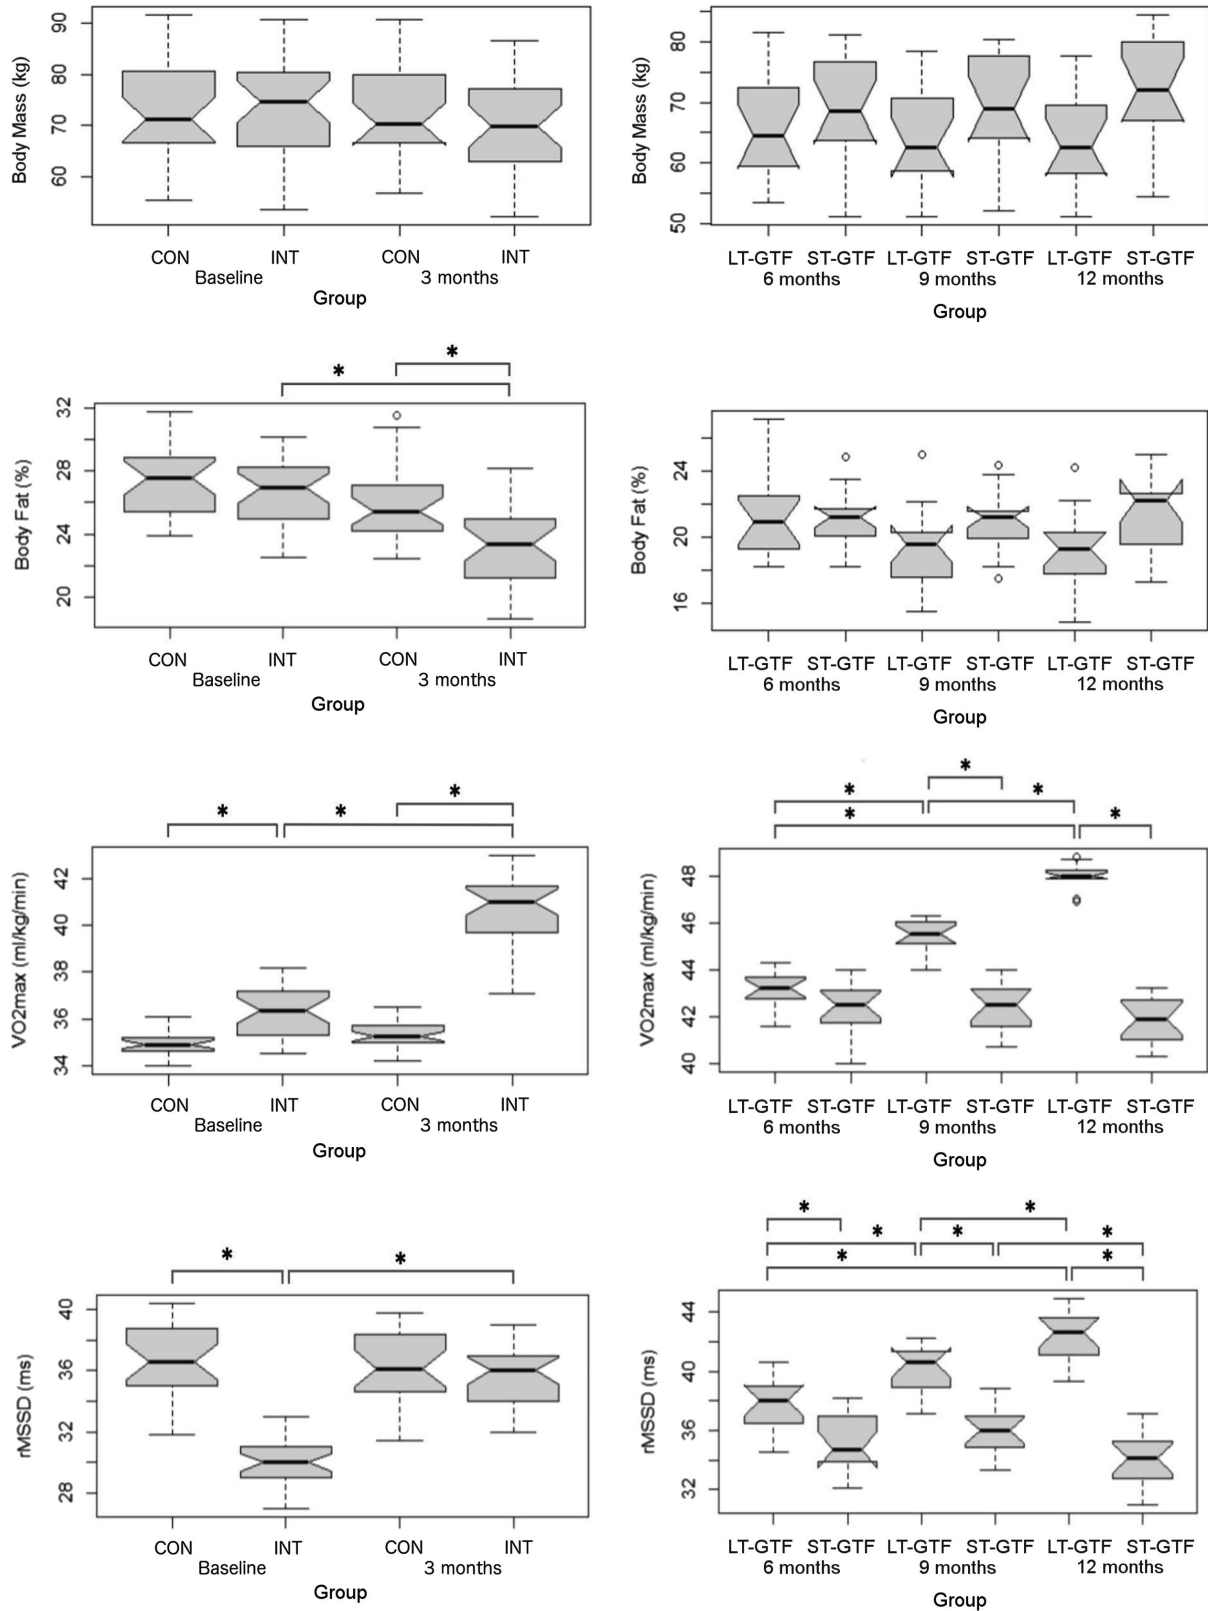 Body Mass (kg)
90
80
70
60
CON INT CON INT
Baseline 3 months
Group
Body Mass (kg)
80
70
60
50
LT-GTF ST-GTF LT-GTF ST-GTF LT-GTF ST-GTF
6 months 9 months 12 months
Group
* *
Body Fat (%)
32
28
24
20
CON INT CON INT
Baseline 3 months
Group
Body Fat (%)
24
20
16
LT-GTF ST-GTF LT-GTF ST-GTF LT-GTF ST-GTF
6 months 9 months 12 months
Group
* * *
VO2max (ml/kg/min)
42
40
38
36
34
CON INT CON INT
Baseline 3 months
Group
*
* *
* *
VO2max (ml/kg/min)
48
46
44
42
40
LT-GTF ST-GTF LT-GTF ST-GTF LT-GTF ST-GTF
6 months 9 months 12 months
Group
* *
rMSSD (ms)
40
36
32
28
CON INT CON INT
Baseline 3 months
Group
* *
* * *
* *
rMSSD (ms)
44
40
36
32
LT-GTF ST-GTF LT-GTF ST-GTF LT-GTF ST-GTF
6 months 9 months 12 months
Group